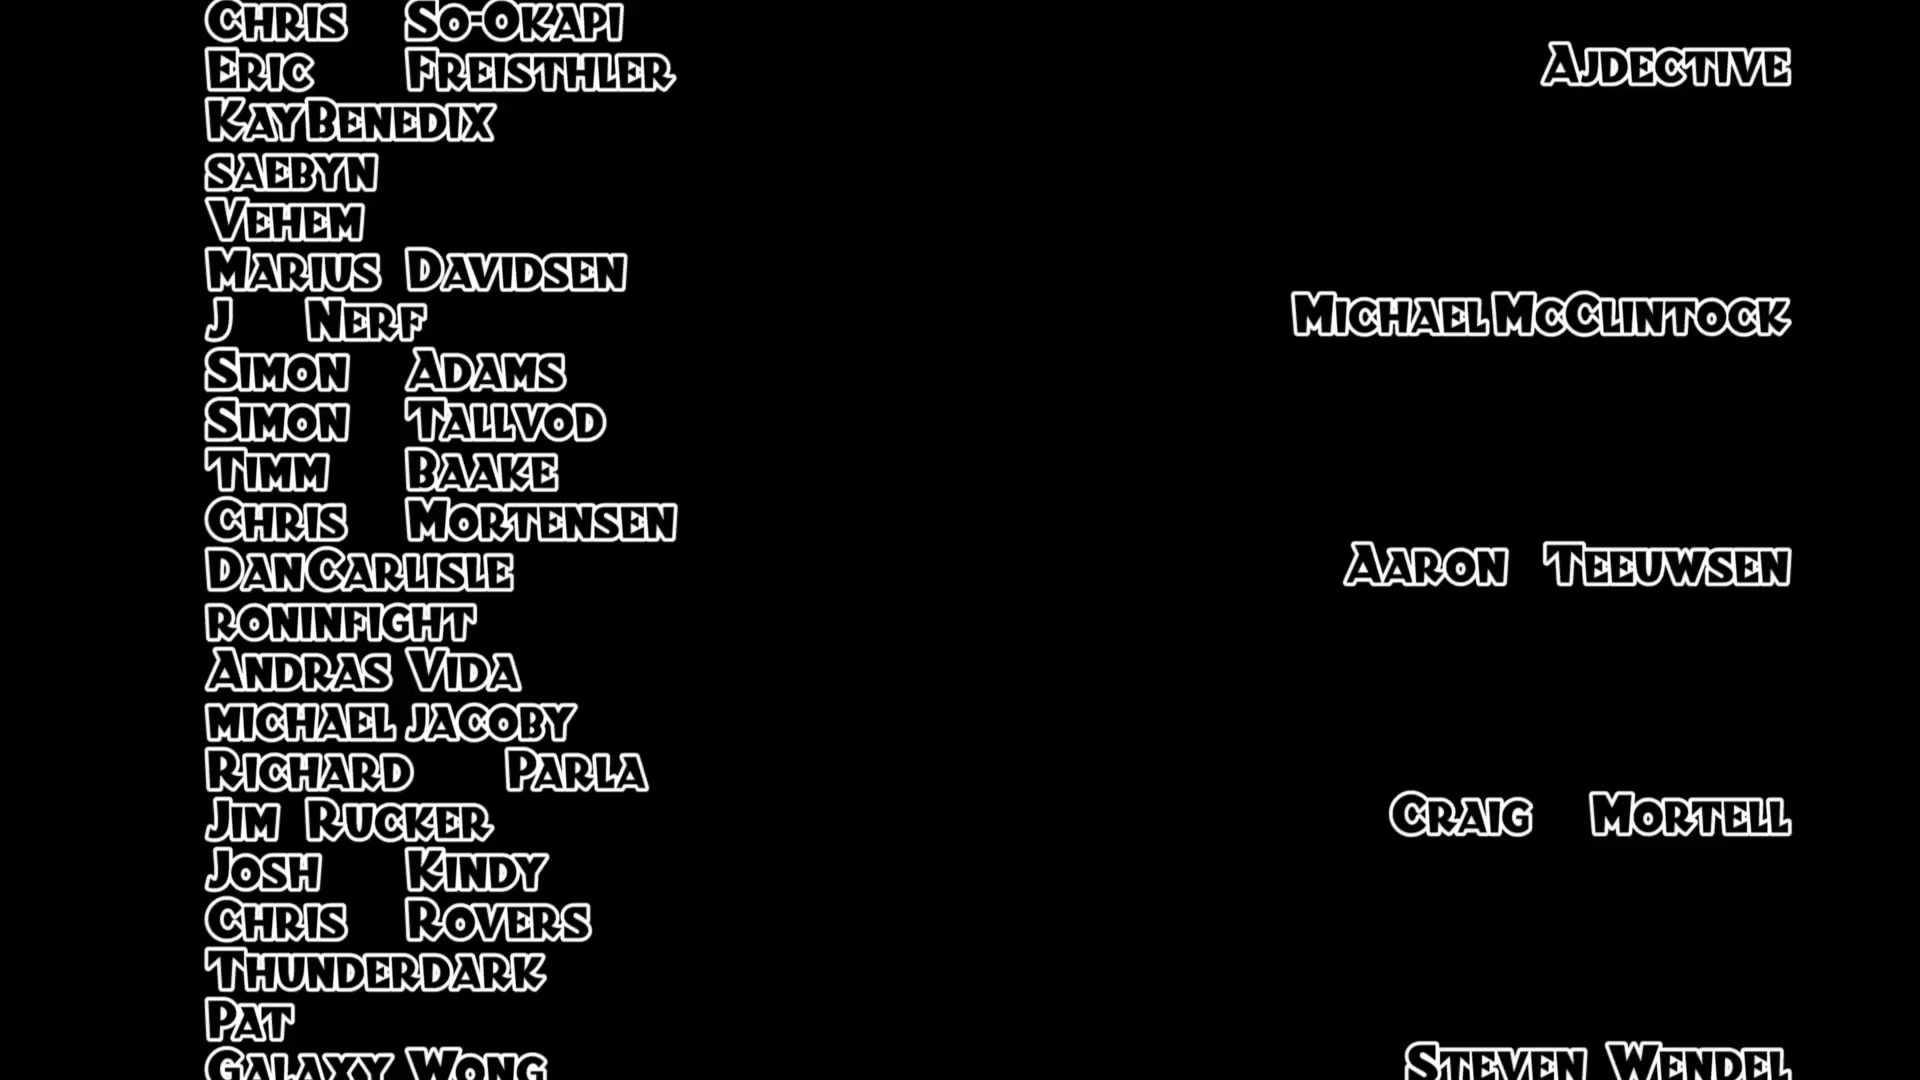 Chris So-Okapi
Eric Freisthler
KayBenedix
saebyn
Vehem
Marius Davidsen
J Nerf
Simon Adams
Simon Tallvod
Timm Baake
Chris Mortensen
DanCarlisle
roninfight
Andras Vida
michael jacoby
Richard Parla
Jim Rucker
Josh Kindy
Chris Rovers
Thunderdark
Pat
Galaxy Wong
Ajdective
Michael McClintock
Aaron Teeuwsen
Craig Mortell
Steven Wendel